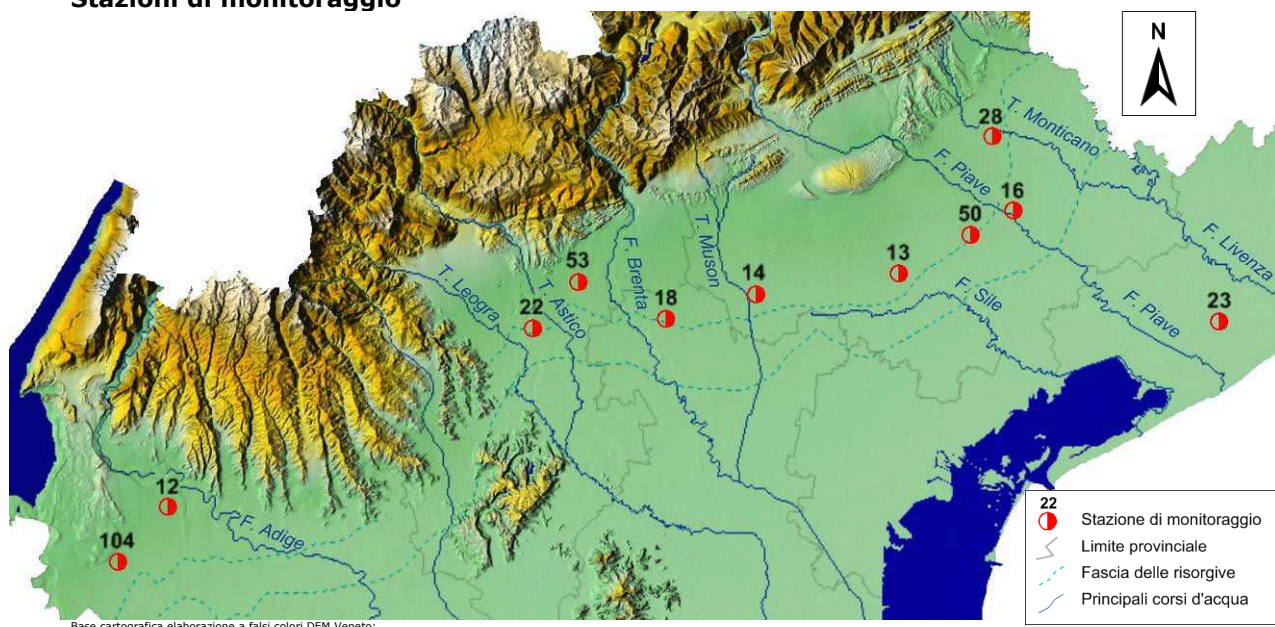 Stazioni di monitoraggio
N
28
T. Monticano
F. Piave
16
50
F. Livenza
53
F. Brenta
T. Muson
13
14
T. Leogra
T. Astico
22
18
F. Sile
F. Piave
23
12
F. Adige
104
22
Stazione di monitoraggio
Limite provinciale
Fascia delle risorgive
Principali corsi d'acqua
Base cartografica elaborazione a falsi colori DEM Veneto;